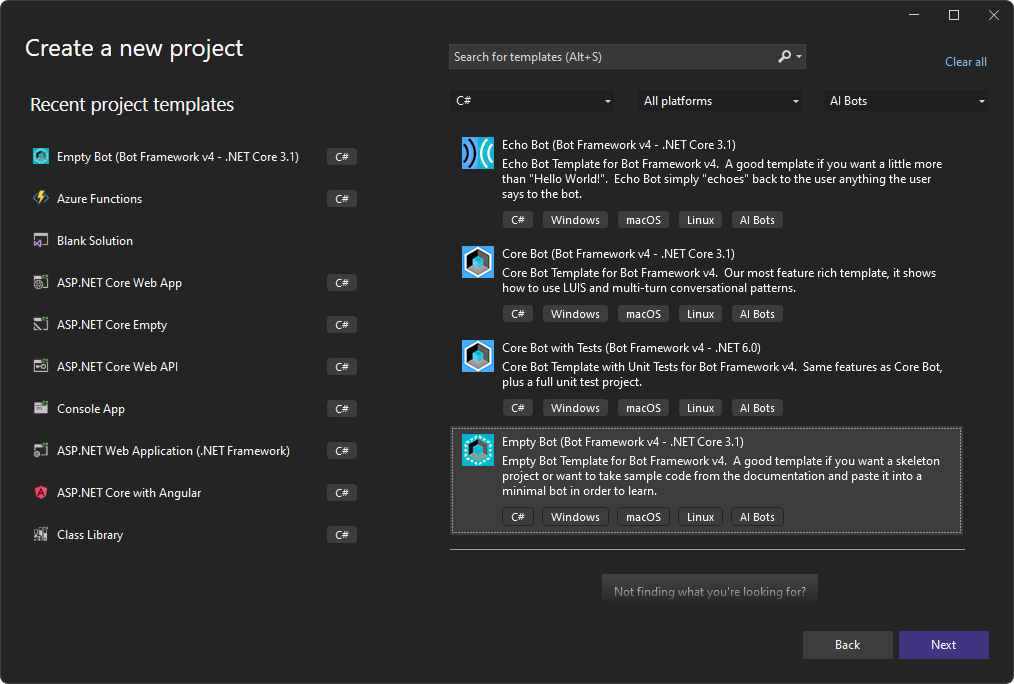 Create a new project
Search for templates (Alt+S)
Clear all
Recent project templates
C#
All platforms
AI Bots
Empty Bot (Bot Framework v4 - .NET Core 3.1)
C#
Azure Functions
C#
Blank Solution
ASP.NET Core Web App
C#
ASP.NET Core Empty
C#
ASP.NET Core Web API
C#
Console App
C#
ASP.NET Web Application (.NET Framework)
C#
ASP.NET Core with Angular
C#
Class Library
C#
Echo Bot (Bot Framework v4 - .NET Core 3.1)
Echo Bot Template for Bot Framework v4.  A good template if you want a little more
than "Hello World!".  Echo Bot simply "echoes" back to the user anything the user
says to the bot.
C# Windows macOS Linux AI Bots
Core Bot (Bot Framework v4 - .NET Core 3.1)
Core Bot Template for Bot Framework v4.  Our most feature rich template, it shows
how to use LUIS and multi-turn conversational patterns.
C# Windows macOS Linux AI Bots
Core Bot with Tests (Bot Framework v4 - .NET 6.0)
Core Bot Template with Unit Tests for Bot Framework v4.  Same features as Core Bot,
plus a full unit test project.
C# Windows macOS Linux AI Bots
Empty Bot (Bot Framework v4 - .NET Core 3.1)
Empty Bot Template for Bot Framework v4.  A good template if you want a skeleton
project or want to take sample code from the documentation and paste it into a
minimal bot in order to learn.
C# Windows macOS Linux AI Bots
Not finding what you're looking for?
Back
Next